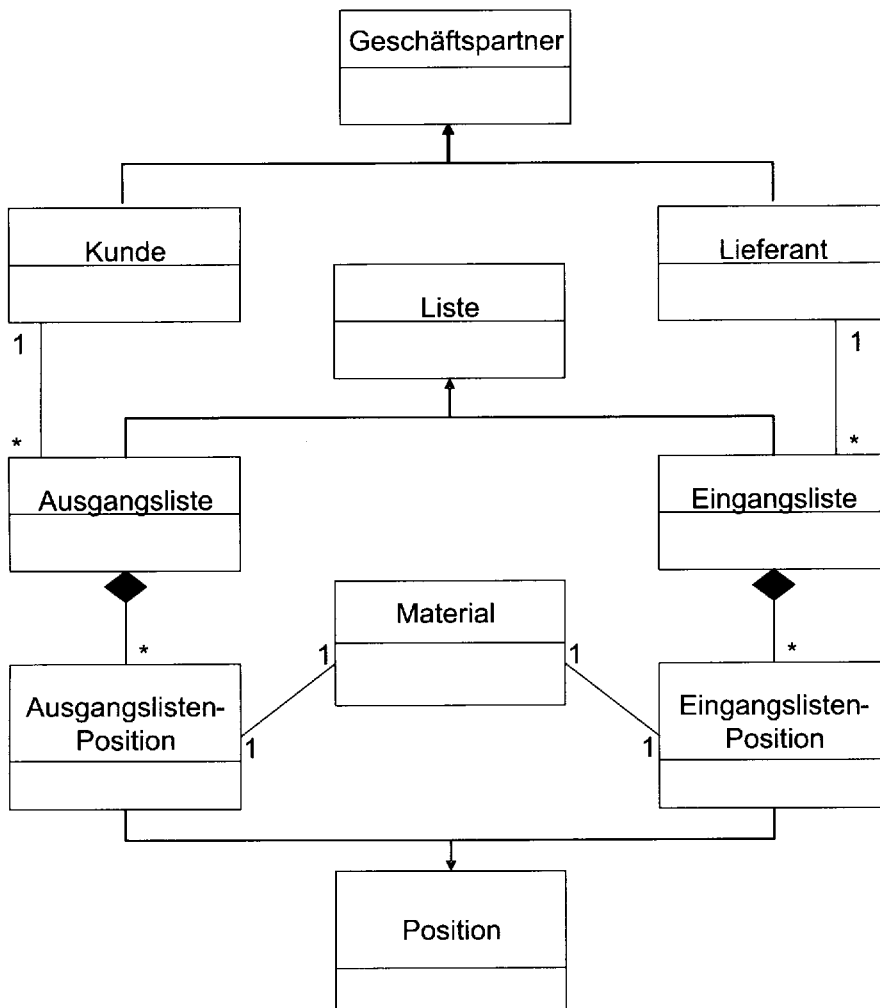 Geschäftspartner
Kunde
Lieferant
Liste
1
1
*
*
Ausgangsliste
Eingangsliste
Material
*
*
1
1
Ausgangslisten-
Position
Eingangslisten-
Position
1
1
Position